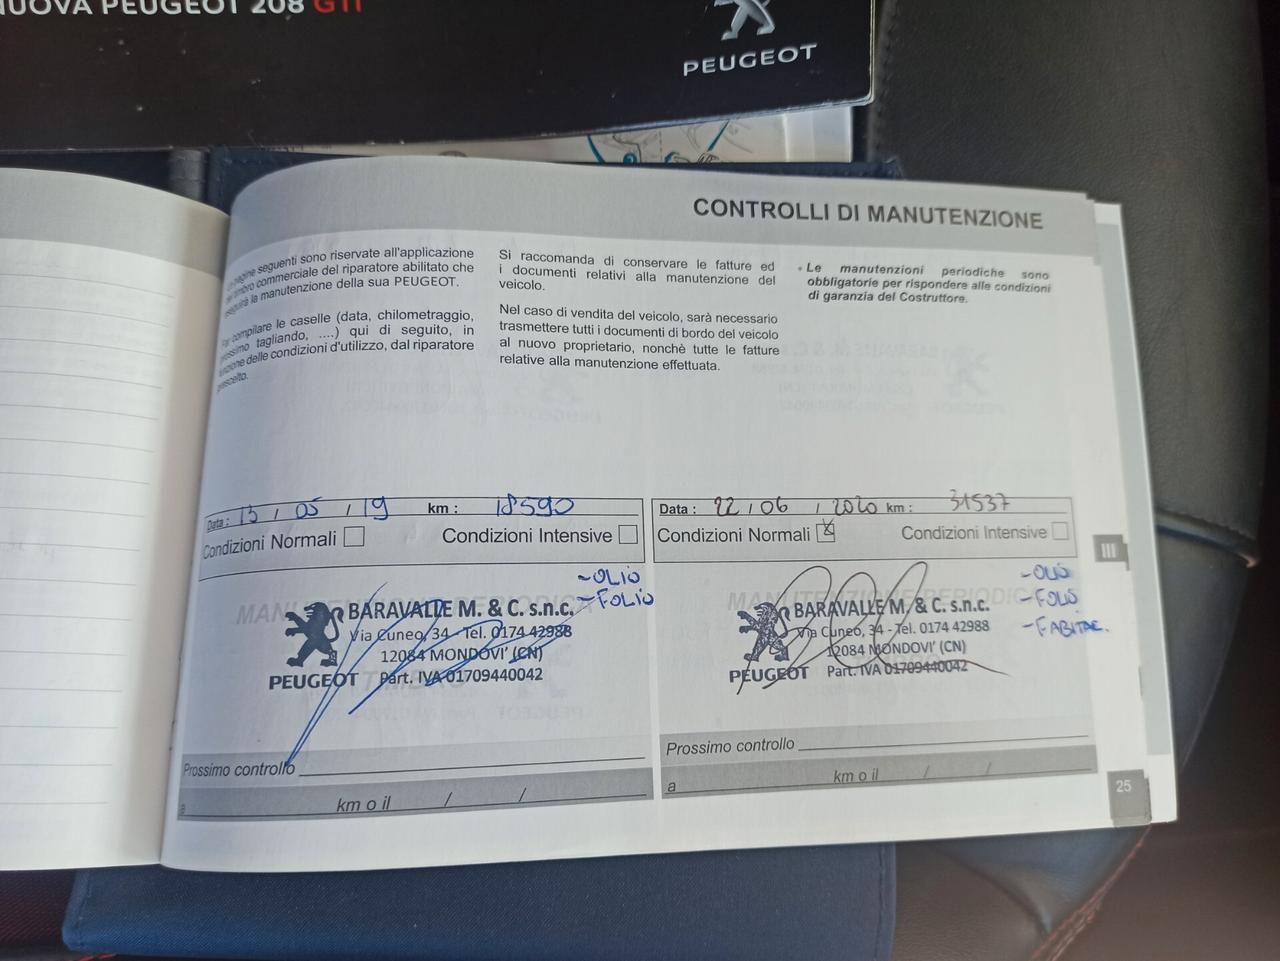 NUOVA PEUGEOT 208 GTI
PEUGEOT
CONTROLLI DI MANUTENZIONE
pagine seguenti sono riservate all'applicazione
timbro commerciale del riparatore abilitato che
eseguirà la manutenzione della sua PEUGEOT.
compilare le caselle (data, chilometraggio,
prossimo tagliando, ....) qui di seguito, in
funzione delle condizioni d'utilizzo, dal riparatore
prescelto.
Si raccomanda di conservare le fatture ed
i documenti relativi alla manutenzione del
veicolo.
Nel caso di vendita del veicolo, sarà necessario
trasmettere tutti i documenti di bordo del veicolo
al nuovo proprietario, nonchè tutte le fatture
relative alla manutenzione effettuata.
• Le manutenzioni periodiche sono
obbligatorie per rispondere alle condizioni
di garanzia del Costruttore.
Data : 13 / 05 / 19 km : 18590
Condizioni Normali Condizioni Intensive
- OLIO
- FOLIO
BARAVALLE M. & C. s.n.c.
Via Cuneo, 34 - Tel. 0174 42988
12084 MONDOVI' (CN)
PEUGEOT Part. IVA 01709440042
TIMBRO
Prossimo controllo
a km o il / /
Data : 22 / 06 / 2020 km : 31537
Condizioni Normali X Condizioni Intensive
- OLIO
- FOLIO
- F ABITAC.
BARAVALLE M. & C. s.n.c.
Via Cuneo, 34 - Tel. 0174 42988
12084 MONDOVI' (CN)
PEUGEOT Part. IVA 01709440042
Prossimo controllo
a km o il / /
III
25